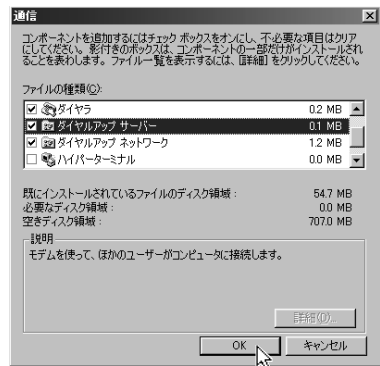 通信
コンポーネントを追加するにはチェック ボックスをオンにし、不必要な項目はクリア
にしてください。影付きのボックスは、コンポーネントの一部だけがインストールされ
ることを表わします。ファイル一覧を表示するには、[詳細] をクリックしてください。
ファイルの種類(C):
ダイヤラ 0.2 MB
ダイヤルアップ サーバー 0.1 MB
ダイヤルアップ ネットワーク 1.2 MB
ハイパーターミナル 0.0 MB
既にインストールされているファイルのディスク領域 : 54.7 MB
必要なディスク領域 : 0.0 MB
空きディスク領域 : 707.0 MB
説明
モデムを使って、ほかのユーザーがコンピュータに接続します。
詳細(D)...
OK キャンセル